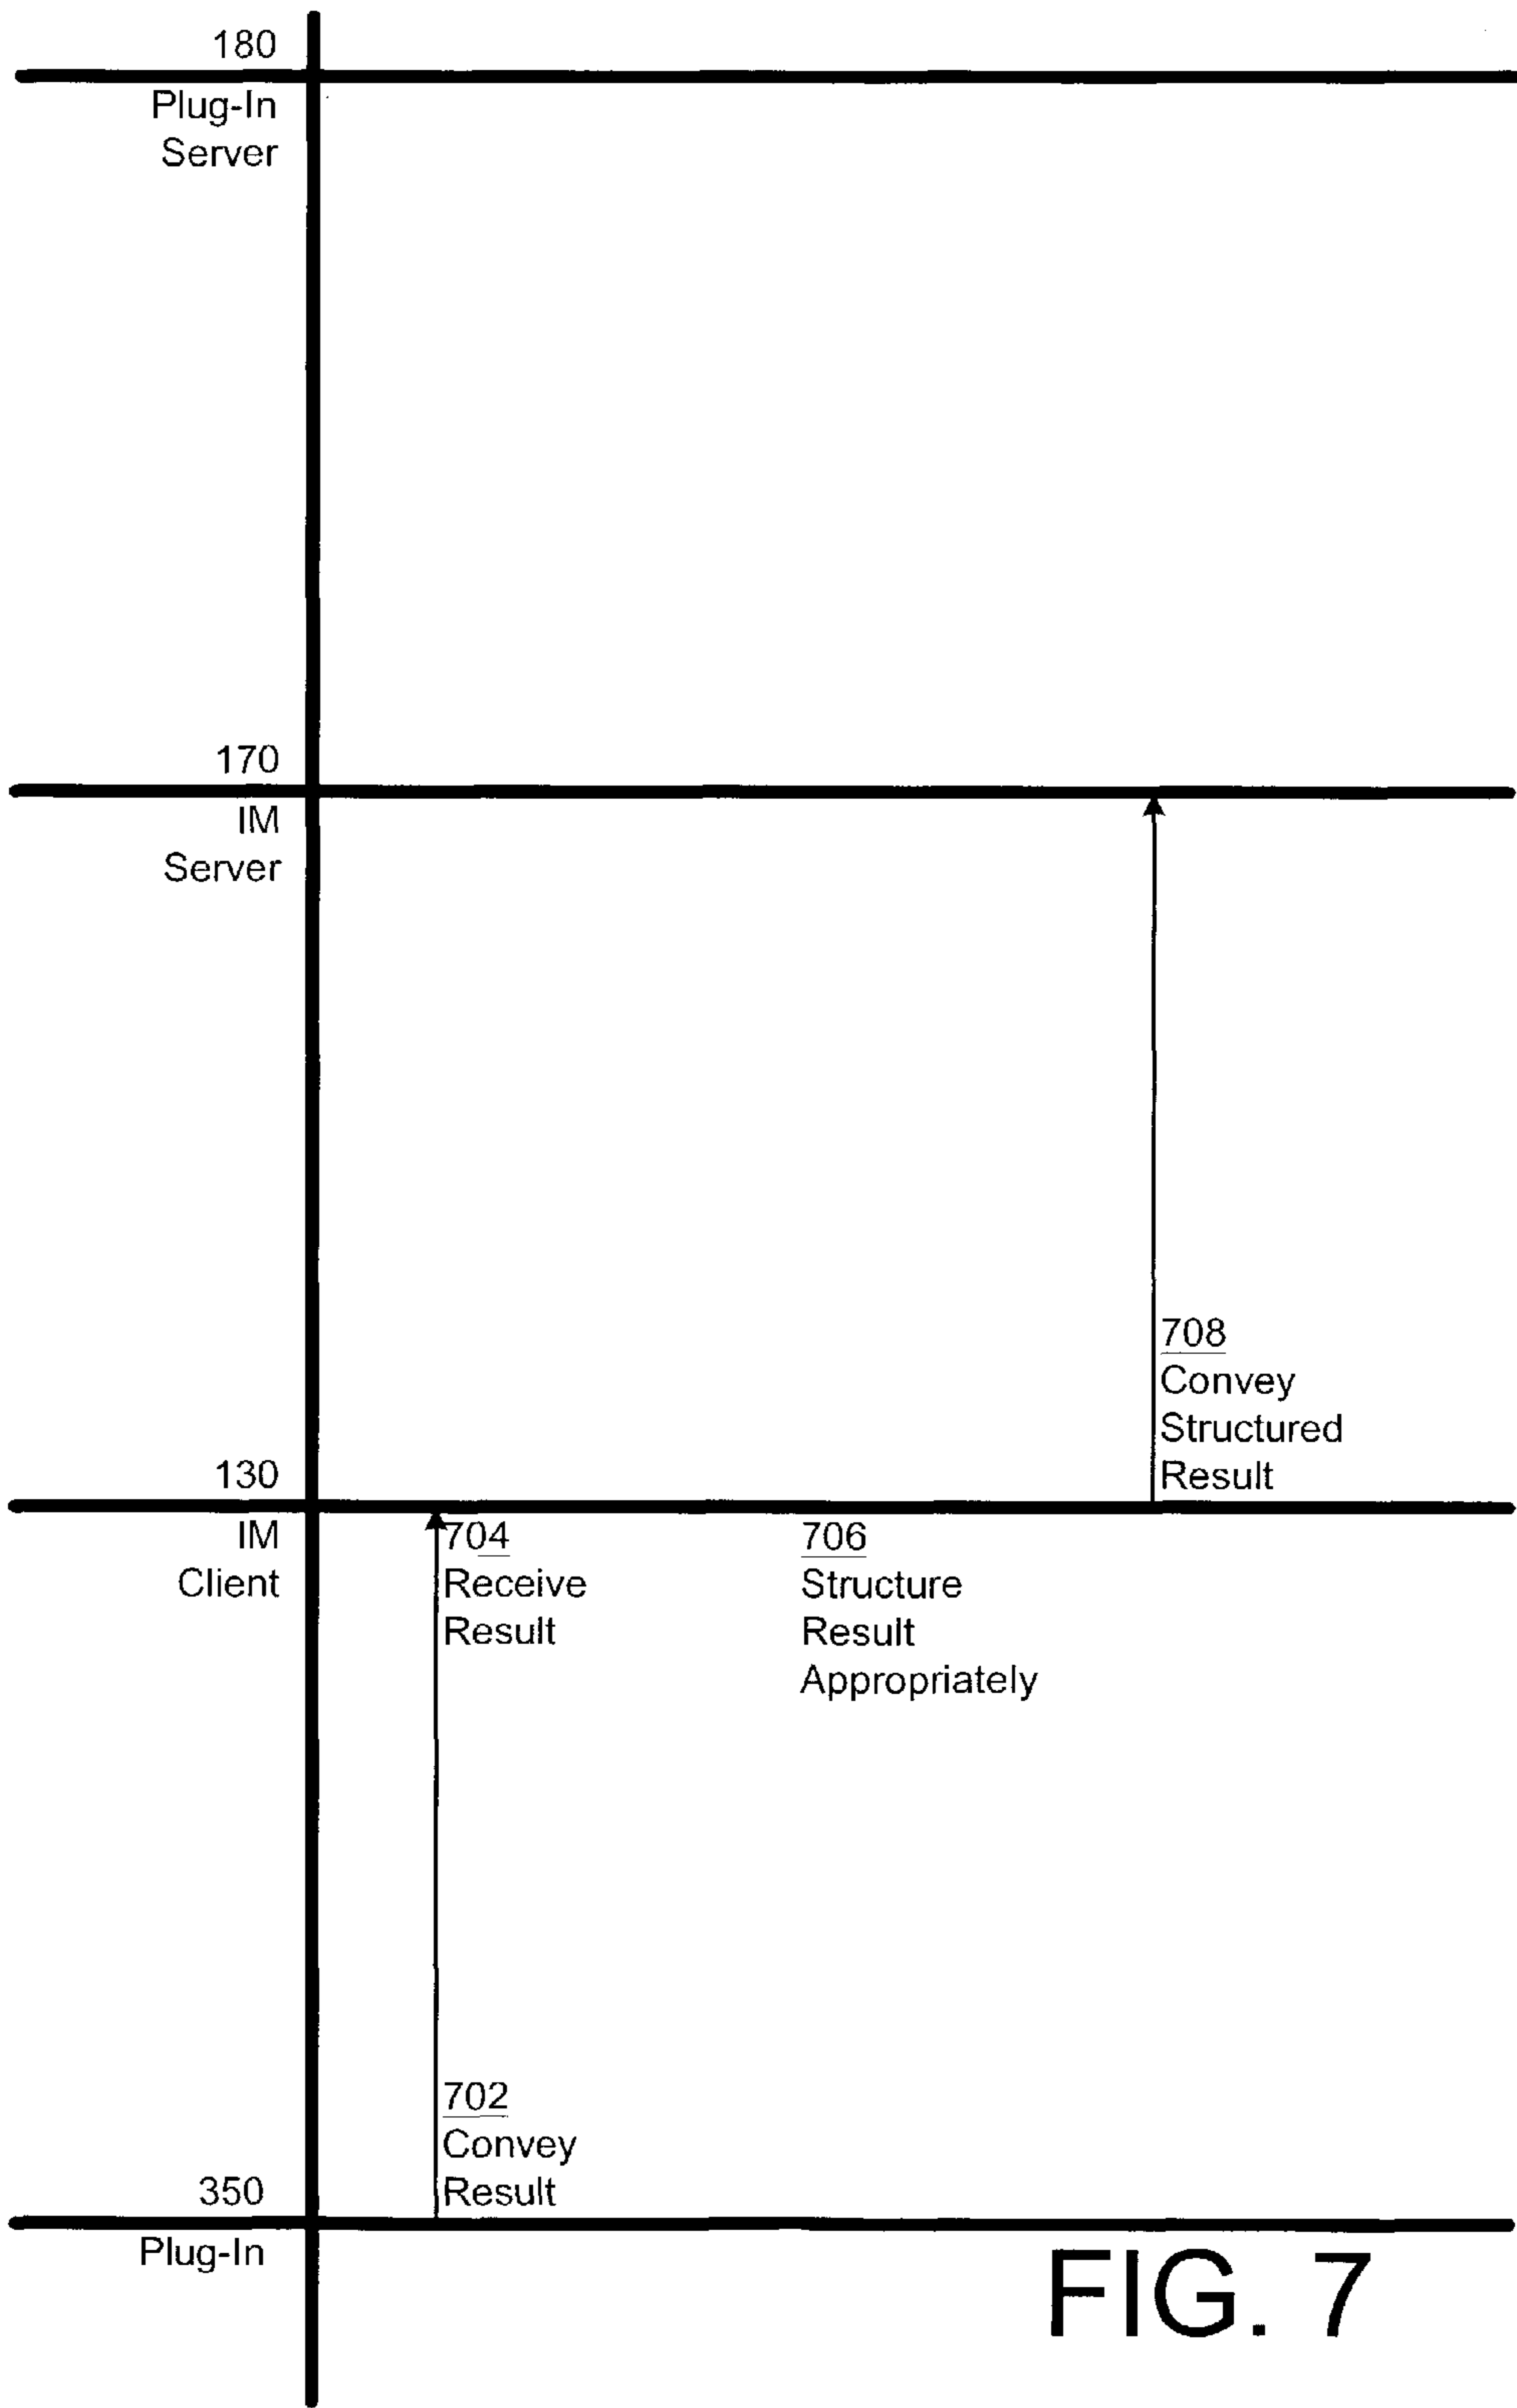 180
Plug-In
Server
170
IM
Server
708
Convey
Structured
Result
130
IM
Client
704
Receive
Result
706
Structure
Result
Appropriately
702
Convey
Result
350
Plug-In
FIG. 7